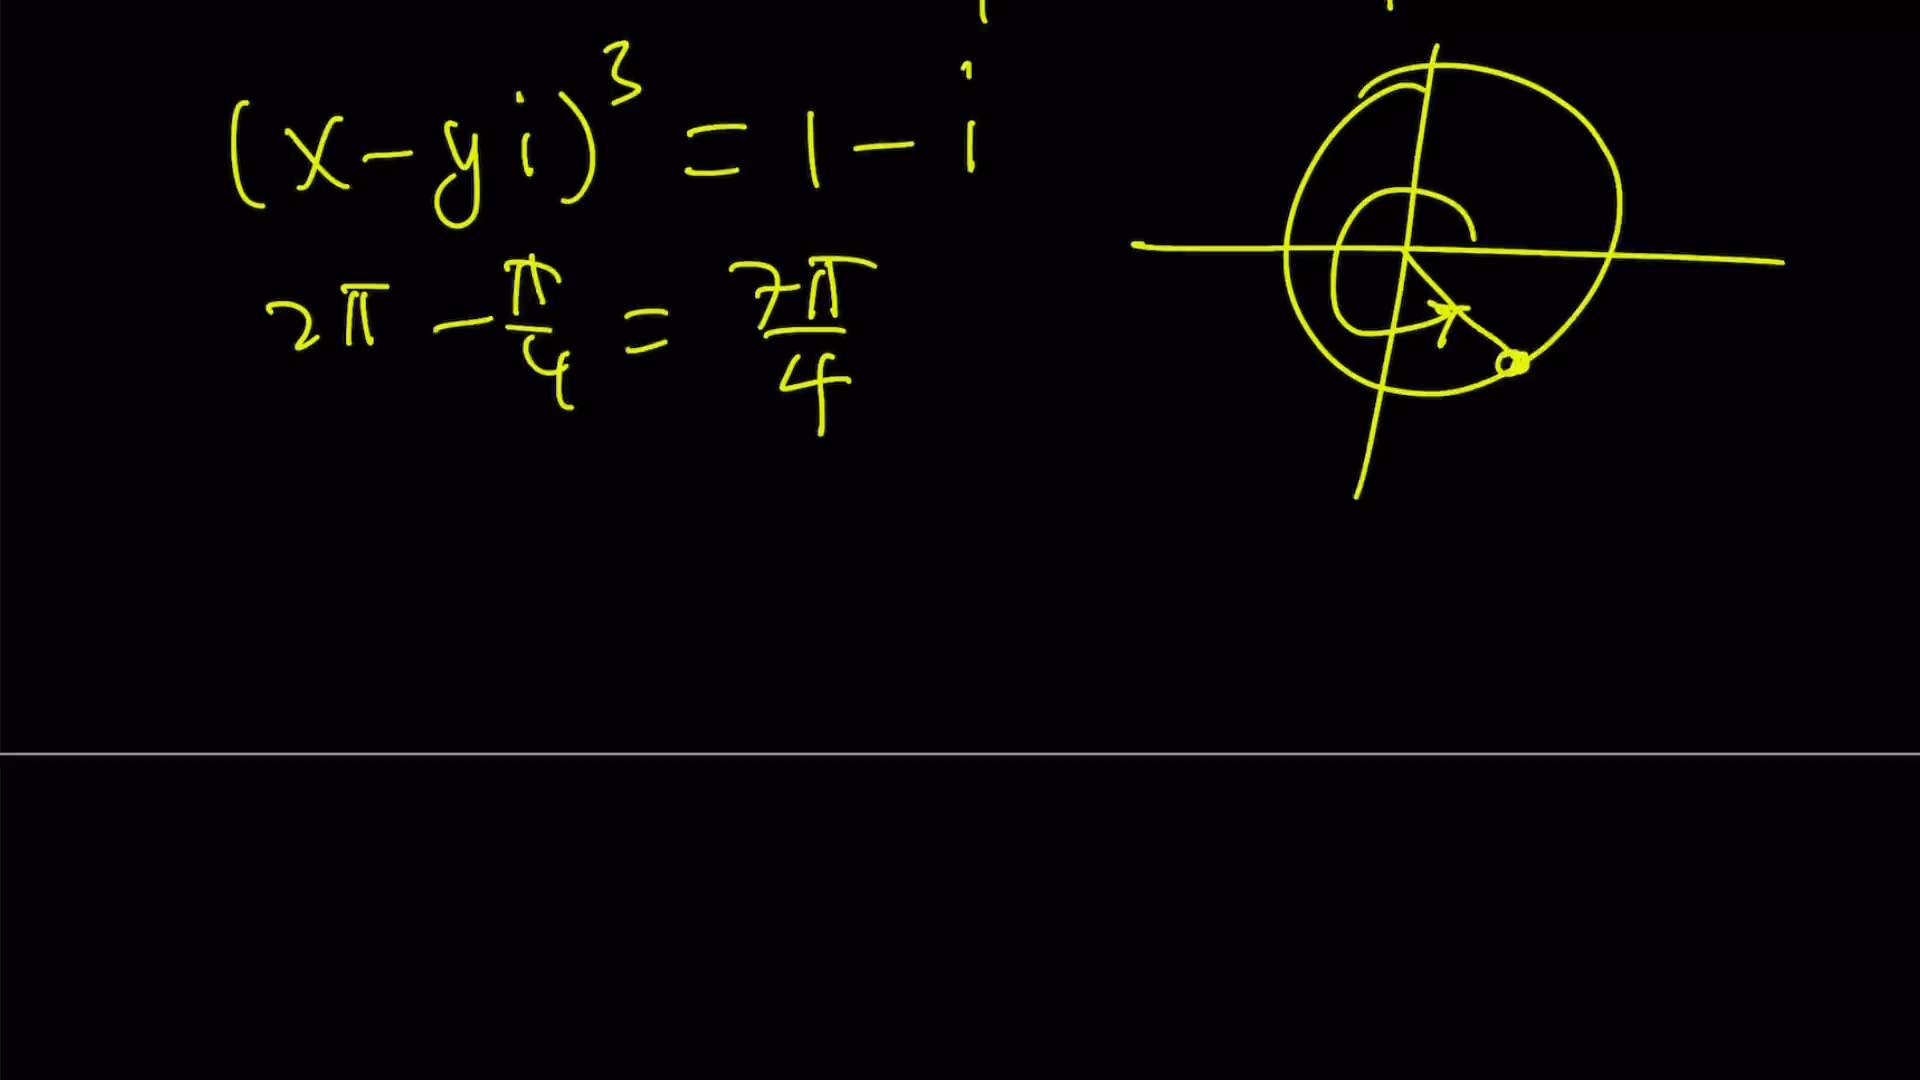 (x-yi)³ = 1 - i
2π - π/4 = 7π/4